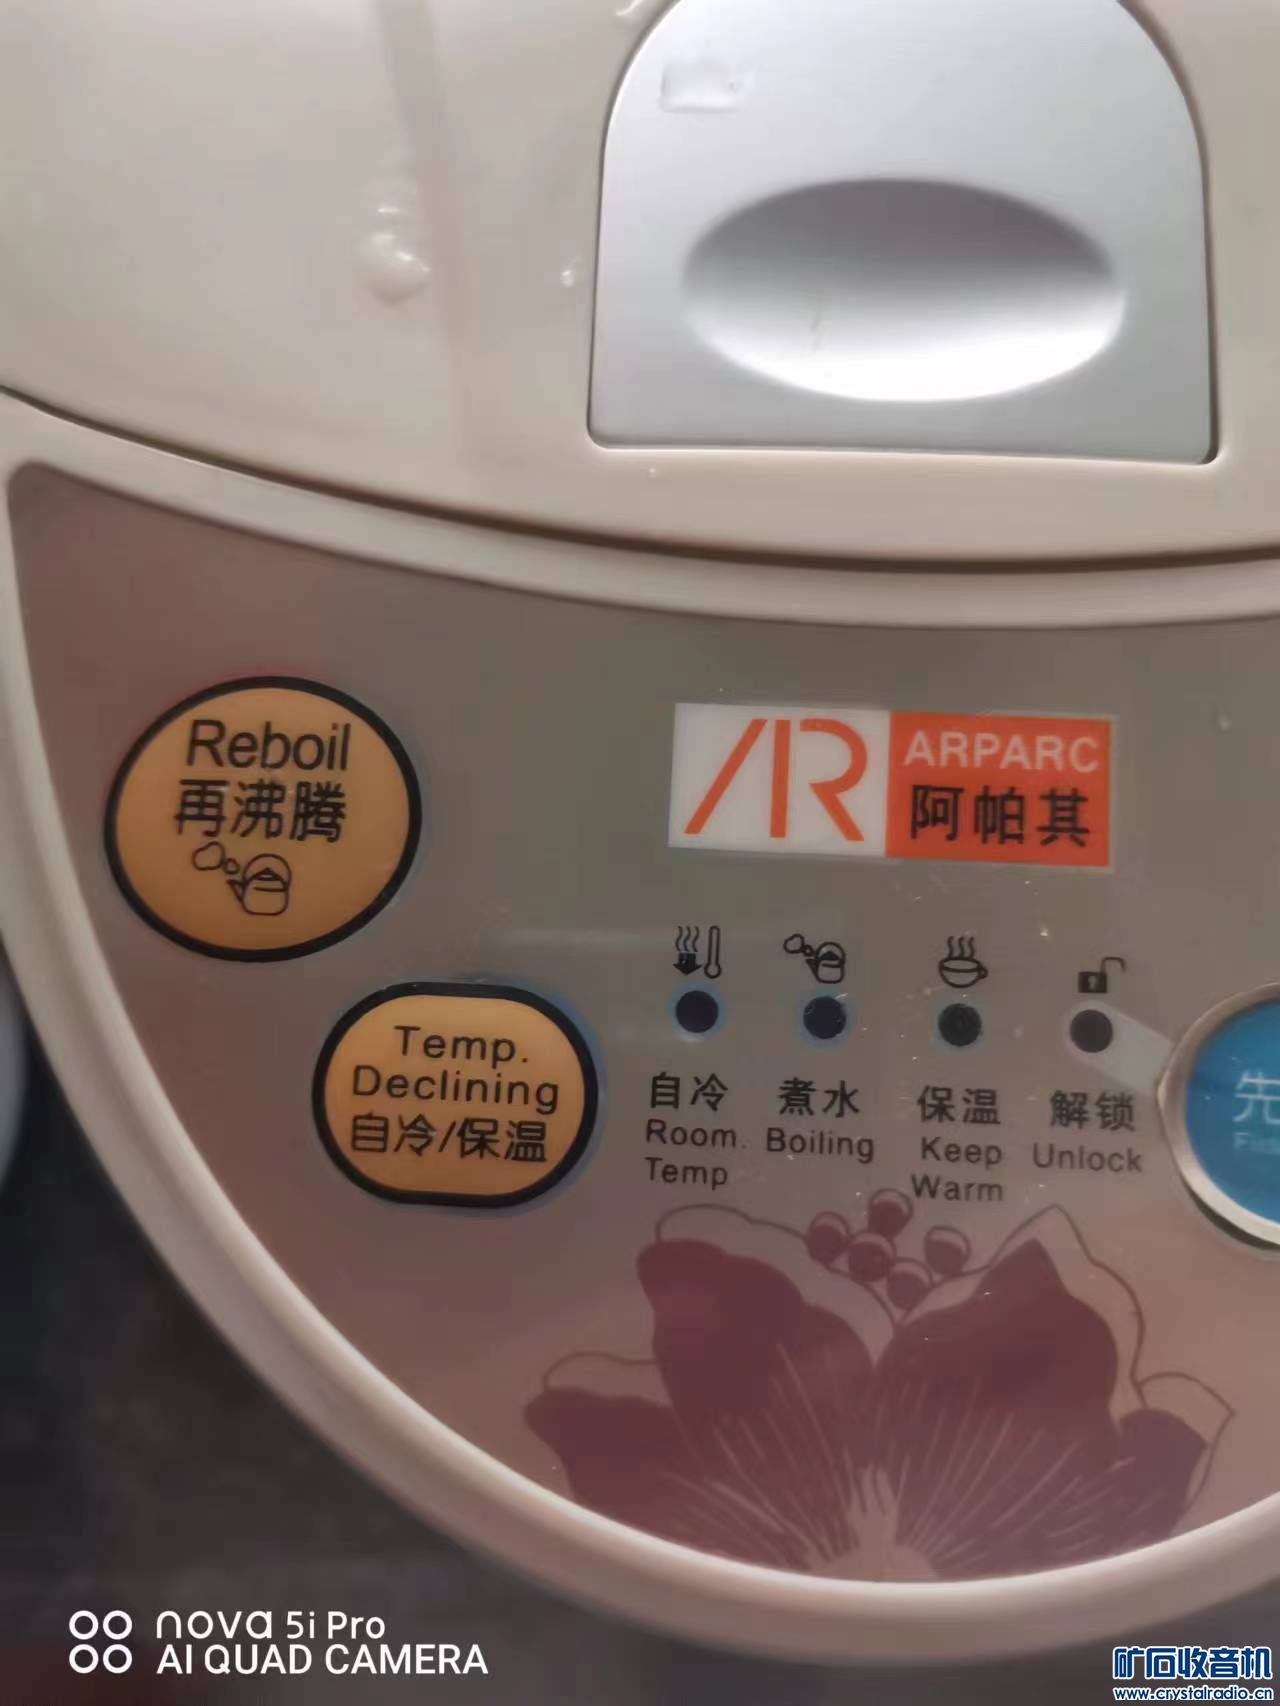 Reboil
再沸腾
AR
ARPARC
阿帕其
Temp.
Declining
自冷/保温
自冷
Room.
Temp
煮水
Boiling
保温
Keep
Warm
解锁
Unlock
先
nova 5i Pro
AI QUAD CAMERA
矿石收音机
www.crystalradio.cn